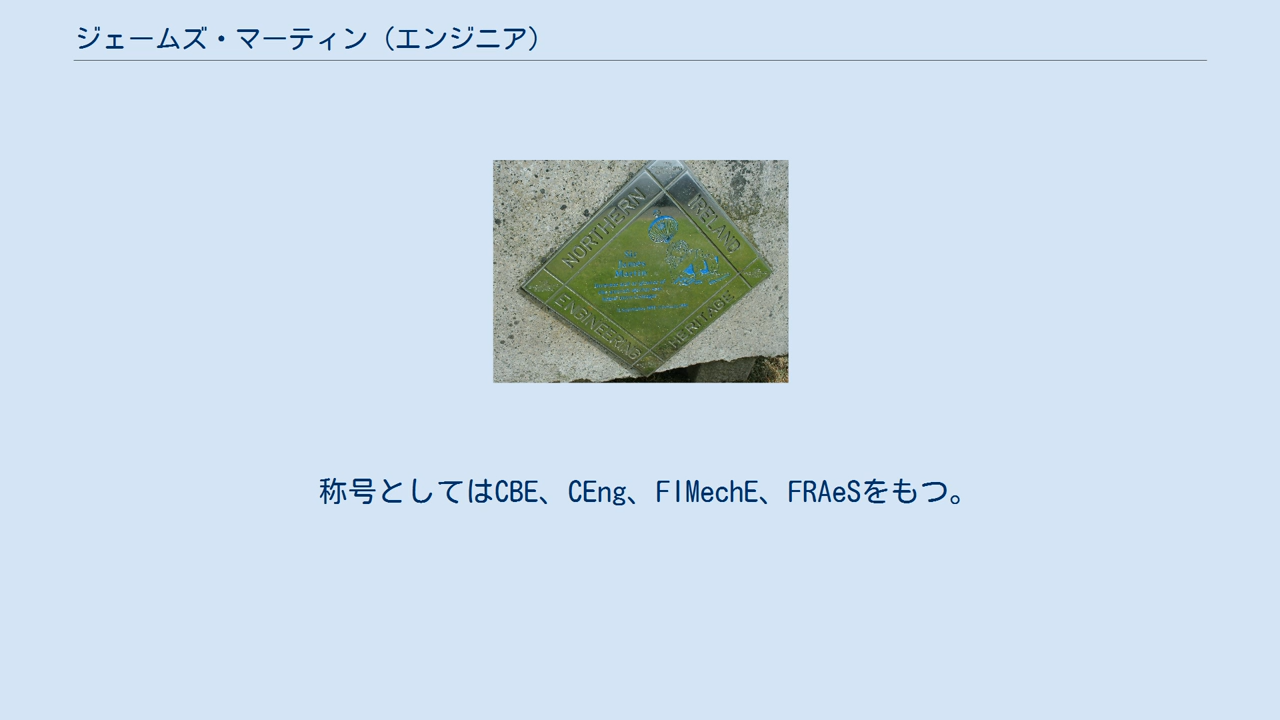 ジェームズ・マーティン（エンジニア）
NORTHERN
IRELAND
ENGINEERING
HERITAGE
称号としてはCBE、CEng、FIMechE、FRAeSをもつ。